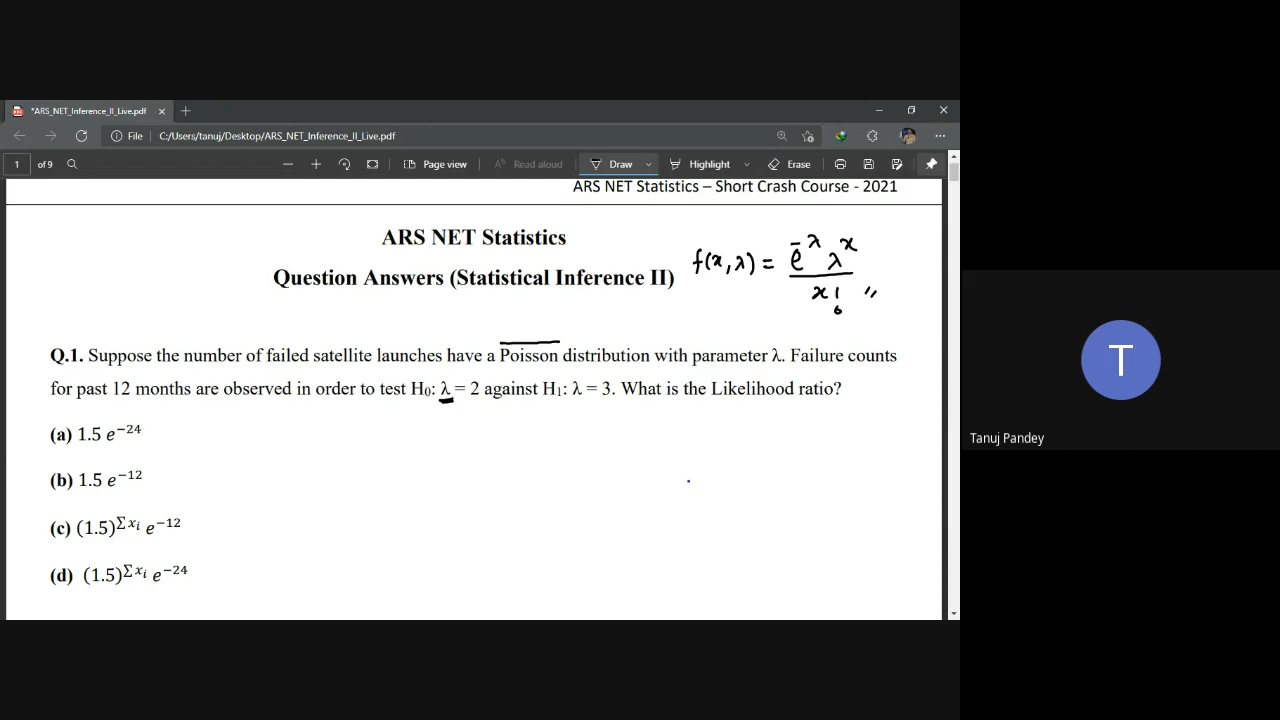 *ARS_NET_Inference_II_Live.pdf
File C:/Users/tanuj/Desktop/ARS_NET_Inference_II_Live.pdf
1 of 9 Page view Read aloud Draw Highlight Erase
ARS NET Statistics – Short Crash Course - 2021
ARS NET Statistics
Question Answers (Statistical Inference II)
f(x, λ) = e^{-λ} λ^x / x!
Q.1. Suppose the number of failed satellite launches have a Poisson distribution with parameter λ. Failure counts
for past 12 months are observed in order to test H₀: λ = 2 against H₁: λ = 3. What is the Likelihood ratio?
(a) 1.5 e⁻²⁴
(b) 1.5 e⁻¹²
(c) (1.5)^{∑xᵢ} e⁻¹²
(d) (1.5)^{∑xᵢ} e⁻²⁴
T
Tanuj Pandey